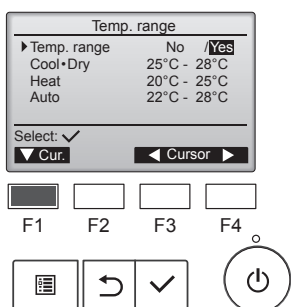 Temp. range
Temp. range No /Yes
Cool•Dry 25°C - 28°C
Heat 20°C - 25°C
Auto 22°C - 28°C
Select: ✓
▼ Cur. ◀ Cursor ▶
F1 F2 F3 F4